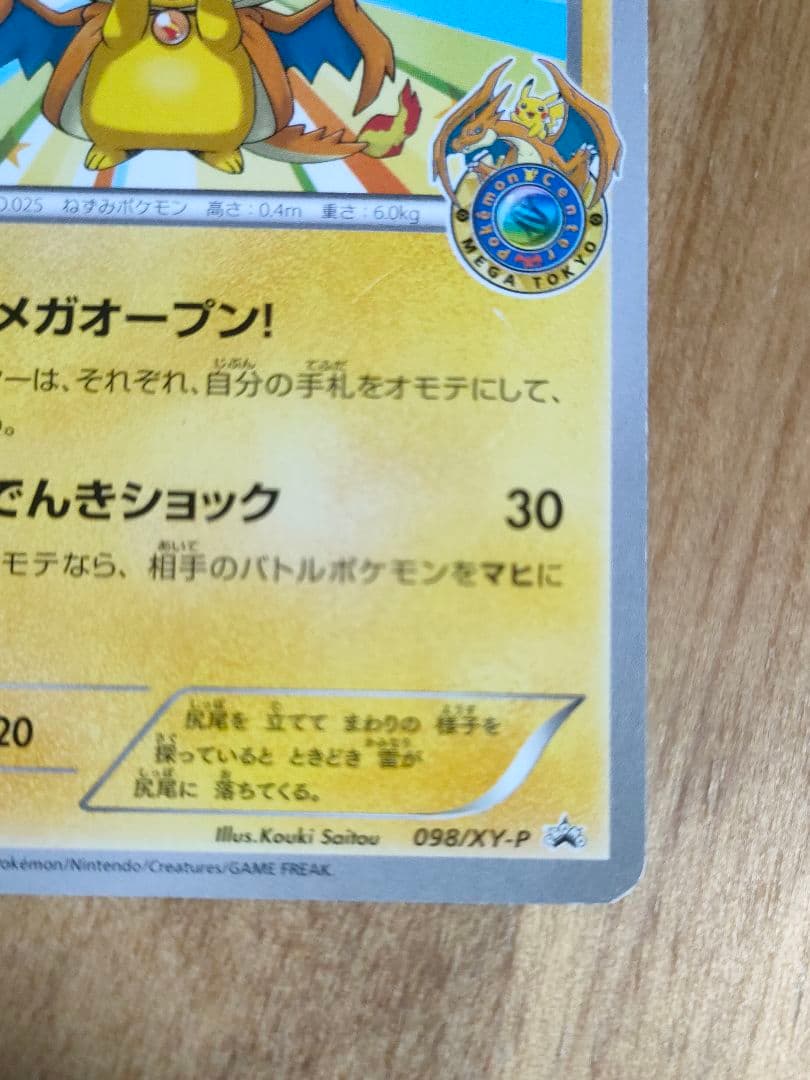 O.025 ねずみポケモン 高さ:0.4m 重さ:6.0kg
Pokémon Center
MEGA TOKYO
メガオープン!
ーは、それぞれ、自分の手札をオモテにして、
。
でんきショック 30
モテなら、相手のバトルポケモンをマヒに
20
尻尾を 立てて まわりの 様子を
探っていると ときどき 雷が
尻尾に 落ちてくる。
Illus.Kouki Saitou 098/XY-P
Pokémon/Nintendo/Creatures/GAME FREAK.